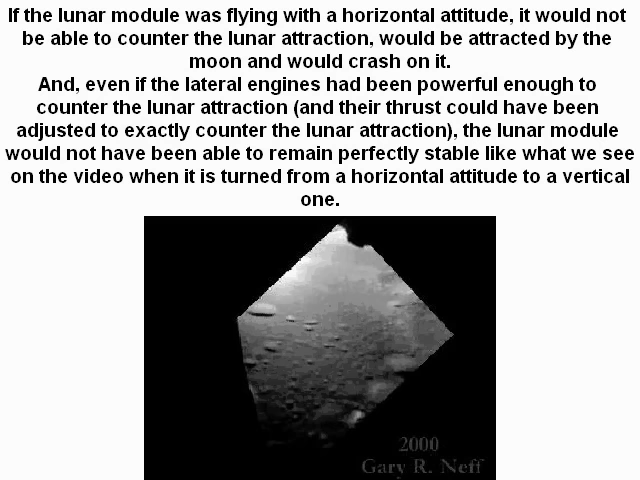 If the lunar module was flying with a horizontal attitude, it would not
be able to counter the lunar attraction, would be attracted by the
moon and would crash on it.
And, even if the lateral engines had been powerful enough to
counter the lunar attraction (and their thrust could have been
adjusted to exactly counter the lunar attraction), the lunar module
would not have been able to remain perfectly stable like what we see
on the video when it is turned from a horizontal attitude to a vertical
one.
2000
Gary R. Neff